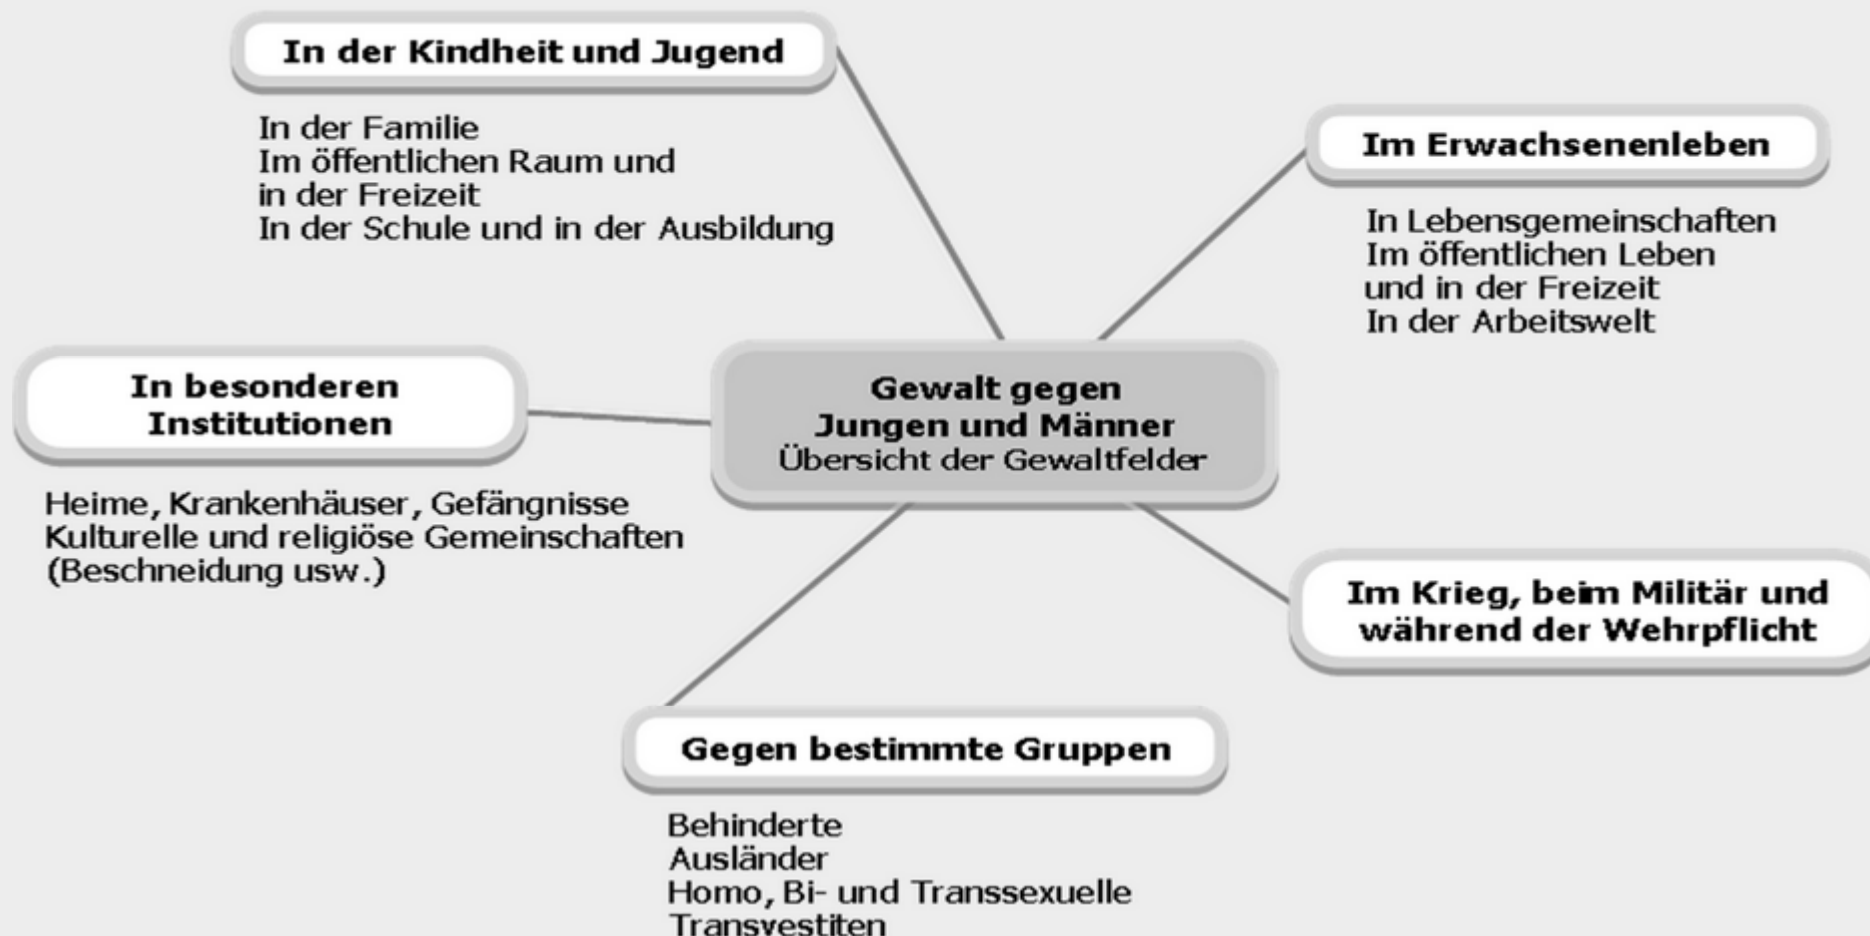 In der Kindheit und Jugend
In der Familie
Im öffentlichen Raum und
in der Freizeit
In der Schule und in der Ausbildung
Im Erwachsenenleben
In Lebensgemeinschaften
Im öffentlichen Leben
und in der Freizeit
In der Arbeitswelt
In besonderen
Institutionen
Heime, Krankenhäuser, Gefängnisse
Kulturelle und religiöse Gemeinschaften
(Beschneidung usw.)
Gewalt gegen
Jungen und Männer
Übersicht der Gewaltfelder
Im Krieg, beim Militär und
während der Wehrpflicht
Gegen bestimmte Gruppen
Behinderte
Ausländer
Homo, Bi- und Transsexuelle
Transvestiten